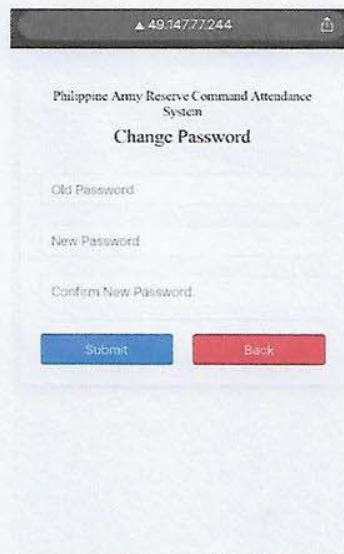 ▲ 49.147.77.244
Philippine Army Reserve Command Attendance
System
Change Password
Old Password
New Password
Confirm New Password
Submit
Back